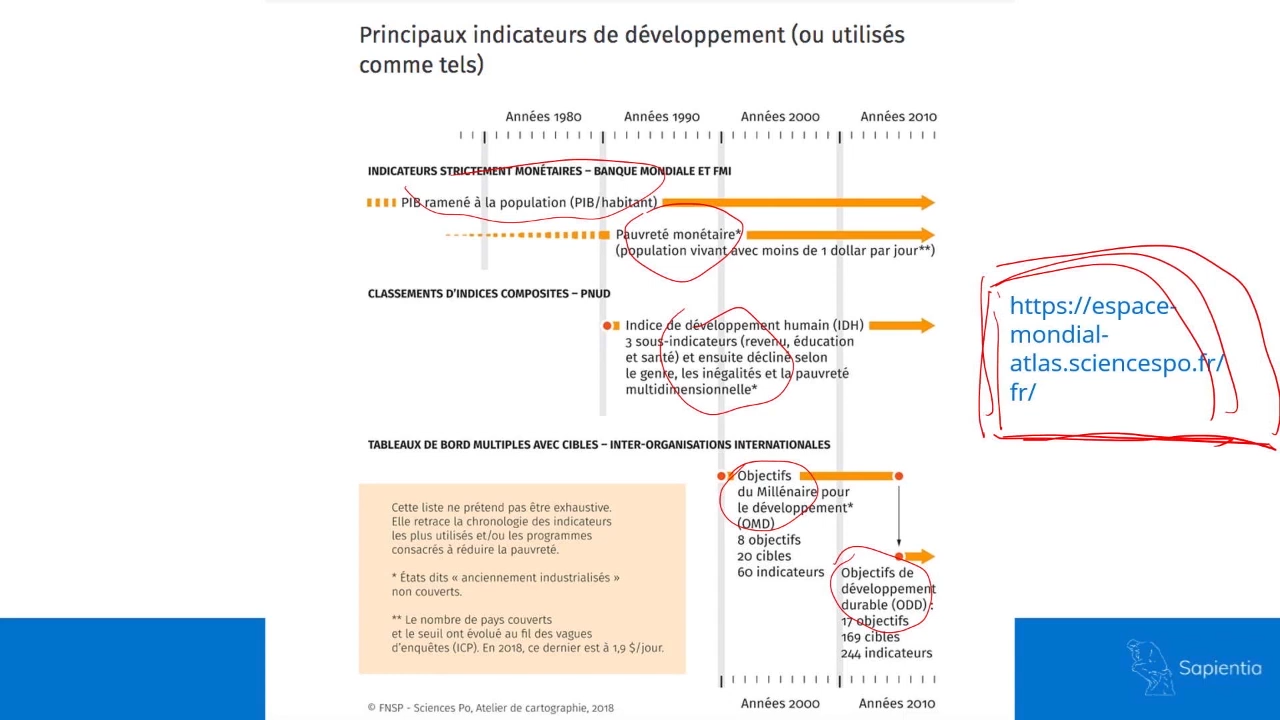 Principaux indicateurs de développement (ou utilisés
comme tels)
Années 1980 Années 1990 Années 2000 Années 2010
INDICATEURS STRICTEMENT MONÉTAIRES – BANQUE MONDIALE ET FMI
PIB ramené à la population (PIB/habitant)
Pauvreté monétaire*
(population vivant avec moins de 1 dollar par jour**)
CLASSEMENTS D'INDICES COMPOSITES – PNUD
Indice de développement humain (IDH)
3 sous-indicateurs (revenu, éducation
et santé) et ensuite décliné selon
le genre, les inégalités et la pauvreté
multidimensionnelle*
https://espace-
mondial-
atlas.sciencespo.fr/
fr/
TABLEAUX DE BORD MULTIPLES AVEC CIBLES – INTER-ORGANISATIONS INTERNATIONALES
Objectifs
du Millénaire pour
le développement*
(OMD)
8 objectifs
20 cibles
60 indicateurs
Objectifs de
développement
durable (ODD) :
17 objectifs
169 cibles
244 indicateurs
Cette liste ne prétend pas être exhaustive.
Elle retrace la chronologie des indicateurs
les plus utilisés et/ou les programmes
consacrés à réduire la pauvreté.
* États dits « anciennement industrialisés »
non couverts.
** Le nombre de pays couverts
et le seuil ont évolué au fil des vagues
d'enquêtes (ICP). En 2018, ce dernier est à 1,9 $/jour.
Années 2000 Années 2010
© FNSP - Sciences Po, Atelier de cartographie, 2018
Sapientia